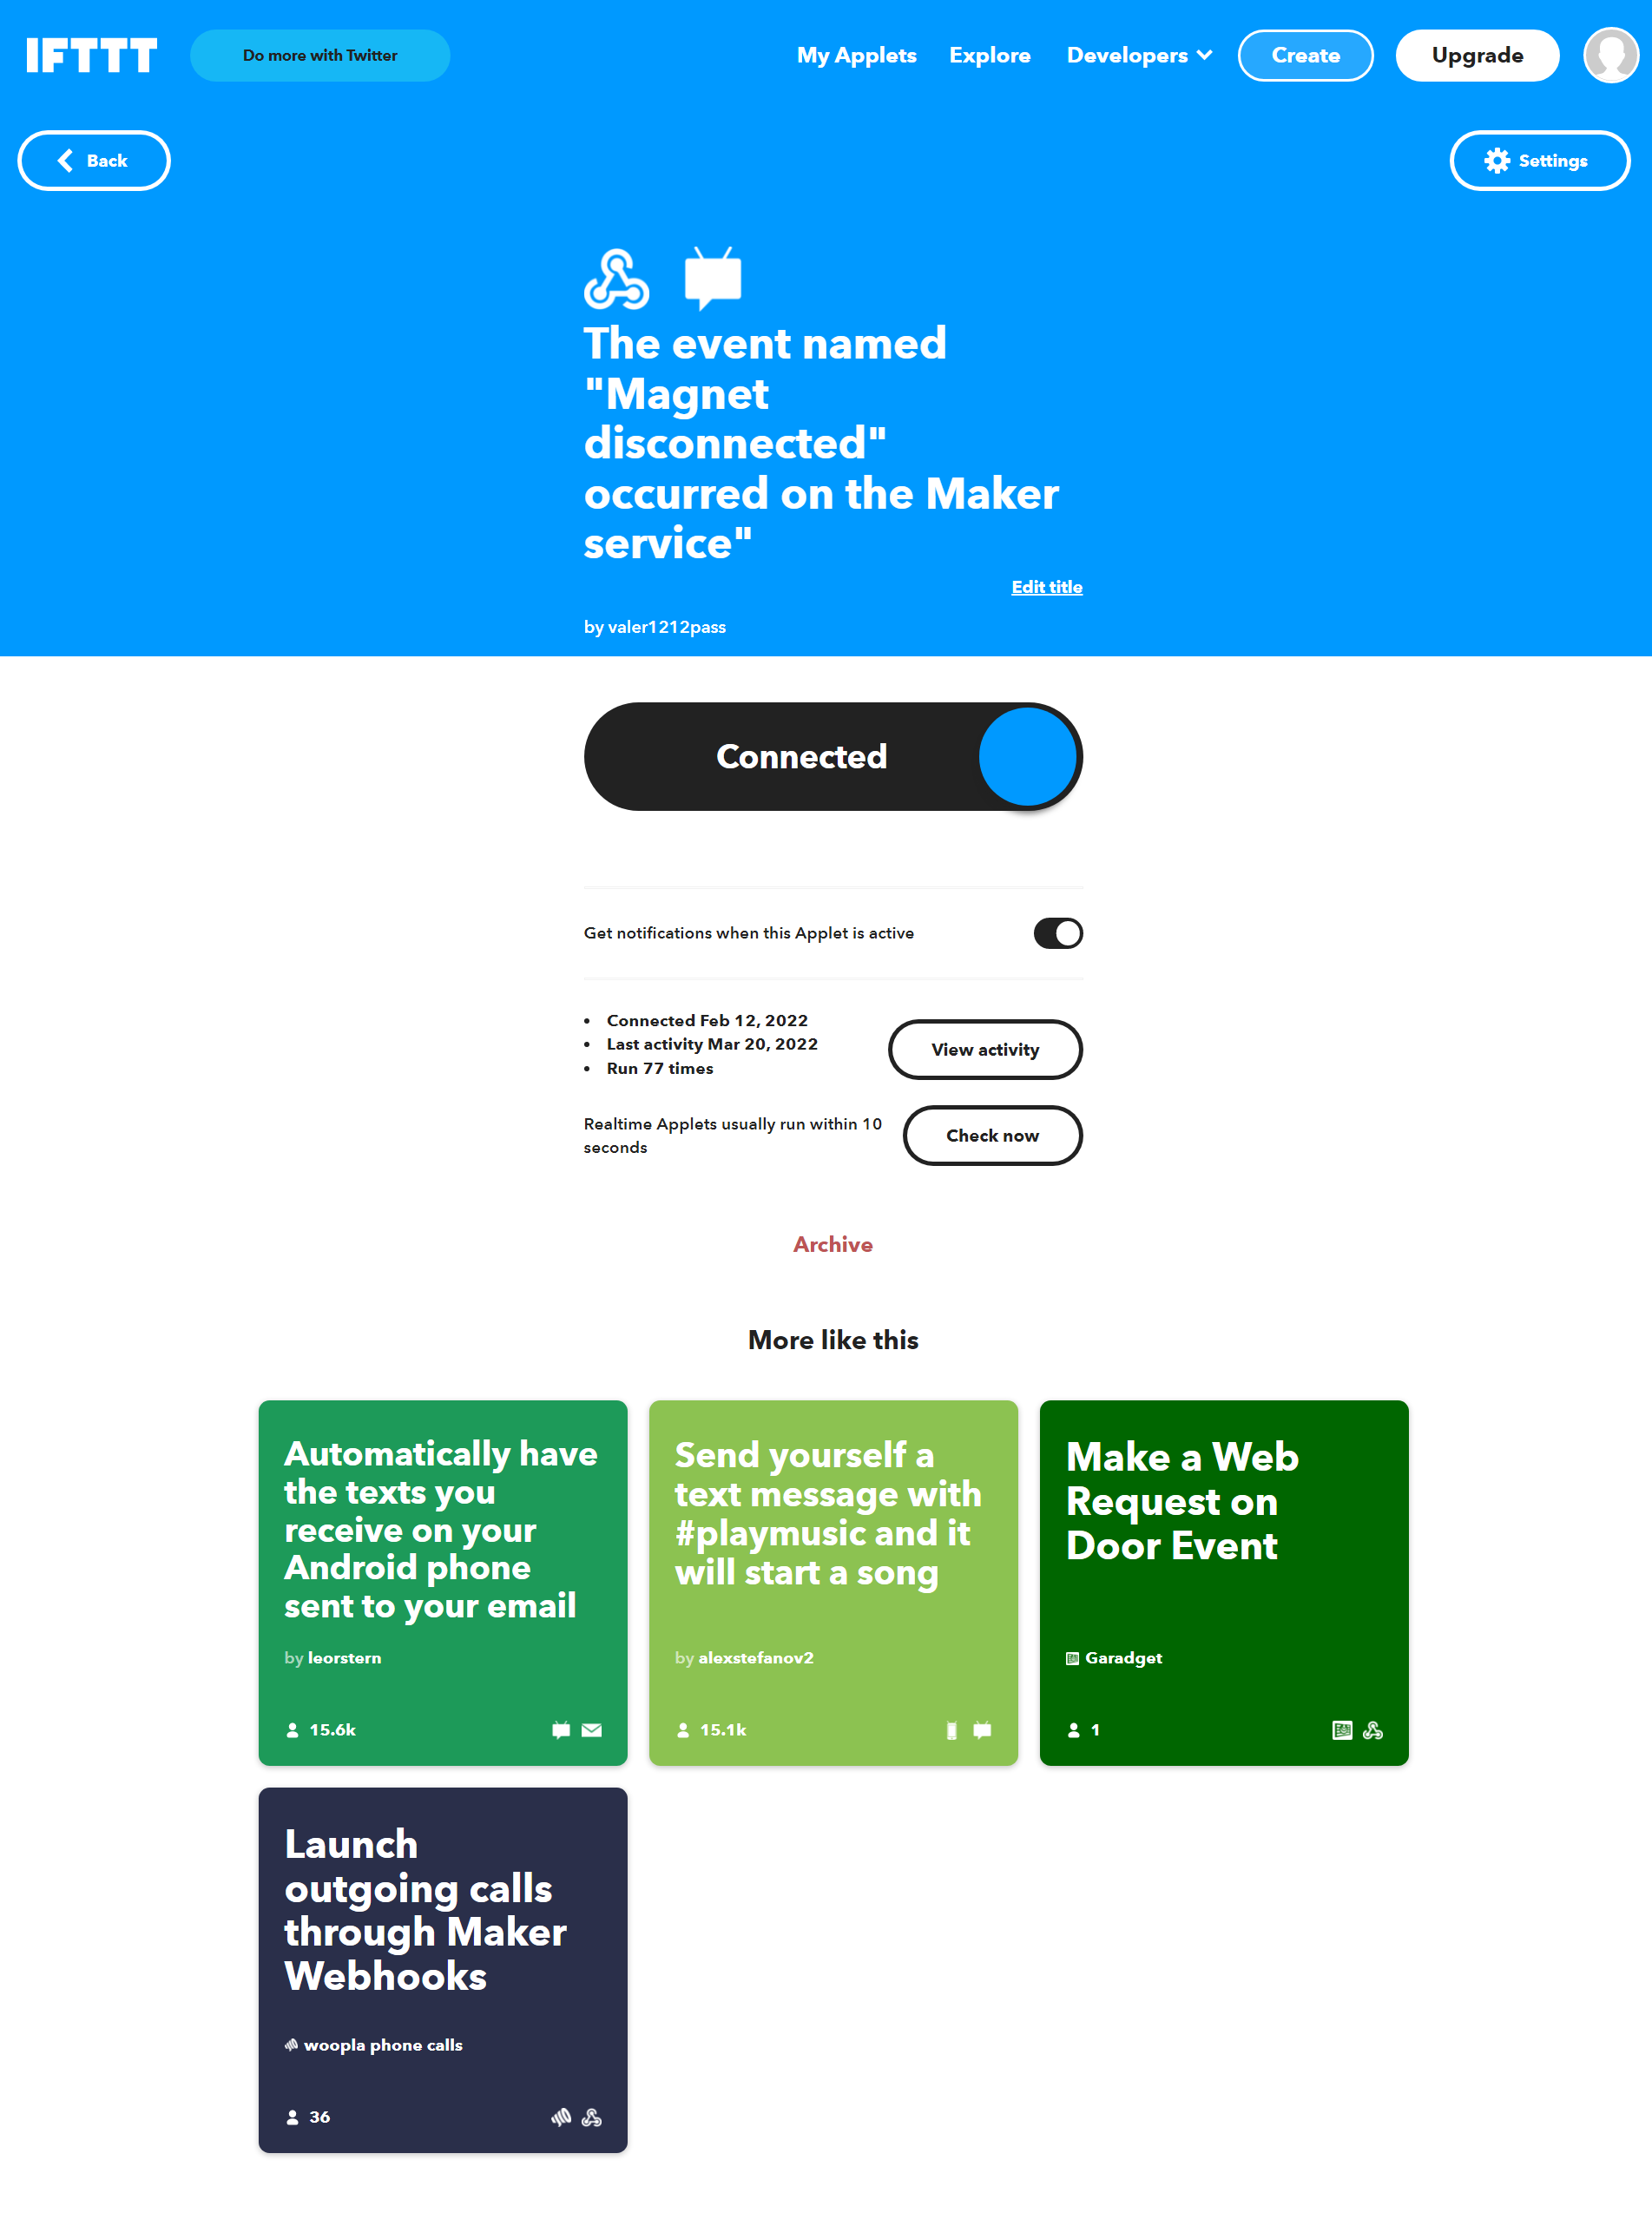 IFTTT
Do more with Twitter
My Applets
Explore
Developers
Create
Upgrade
Back
Settings
The event named
"Magnet
disconnected"
occurred on the Maker
service"
Edit title
by valer1212pass
Connected
Get notifications when this Applet is active
Connected Feb 12, 2022
Last activity Mar 20, 2022
Run 77 times
View activity
Realtime Applets usually run within 10
seconds
Check now
Archive
More like this
Automatically have
the texts you
receive on your
Android phone
sent to your email
by leorstern
15.6k
Send yourself a
text message with
#playmusic and it
will start a song
by alexstefanov2
15.1k
Make a Web
Request on
Door Event
Garadget
1
Launch
outgoing calls
through Maker
Webhooks
woopla phone calls
36